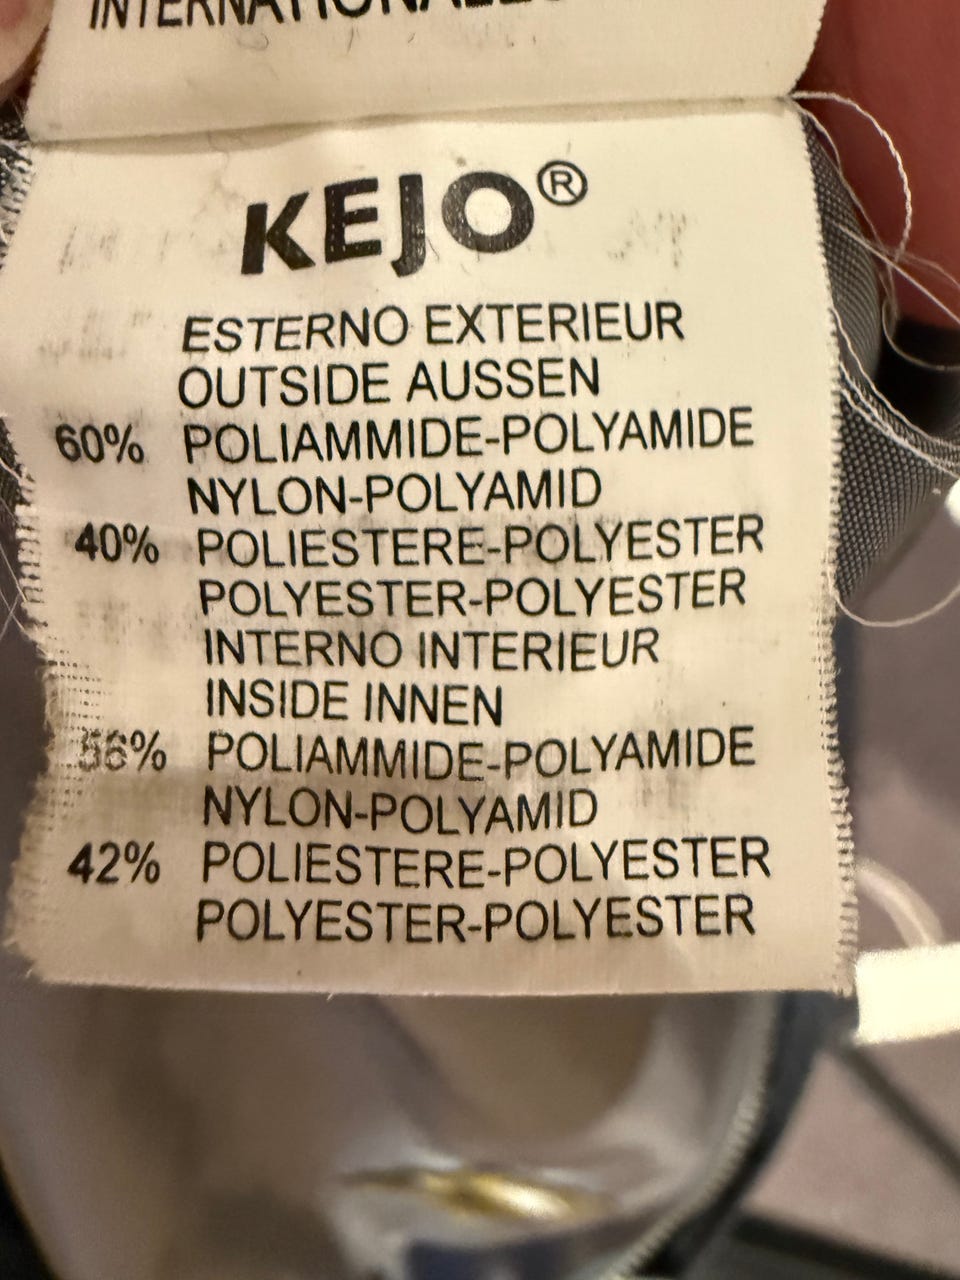 KEJO®
ESTERNO EXTERIEUR
OUTSIDE AUSSEN
60% POLIAMMIDE-POLYAMIDE
NYLON-POLYAMID
40% POLIESTERE-POLYESTER
POLYESTER-POLYESTER
INTERNO INTERIEUR
INSIDE INNEN
POLIAMMIDE-POLYAMIDE
NYLON-POLYAMID
42% POLIESTERE-POLYESTER
POLYESTER-POLYESTER